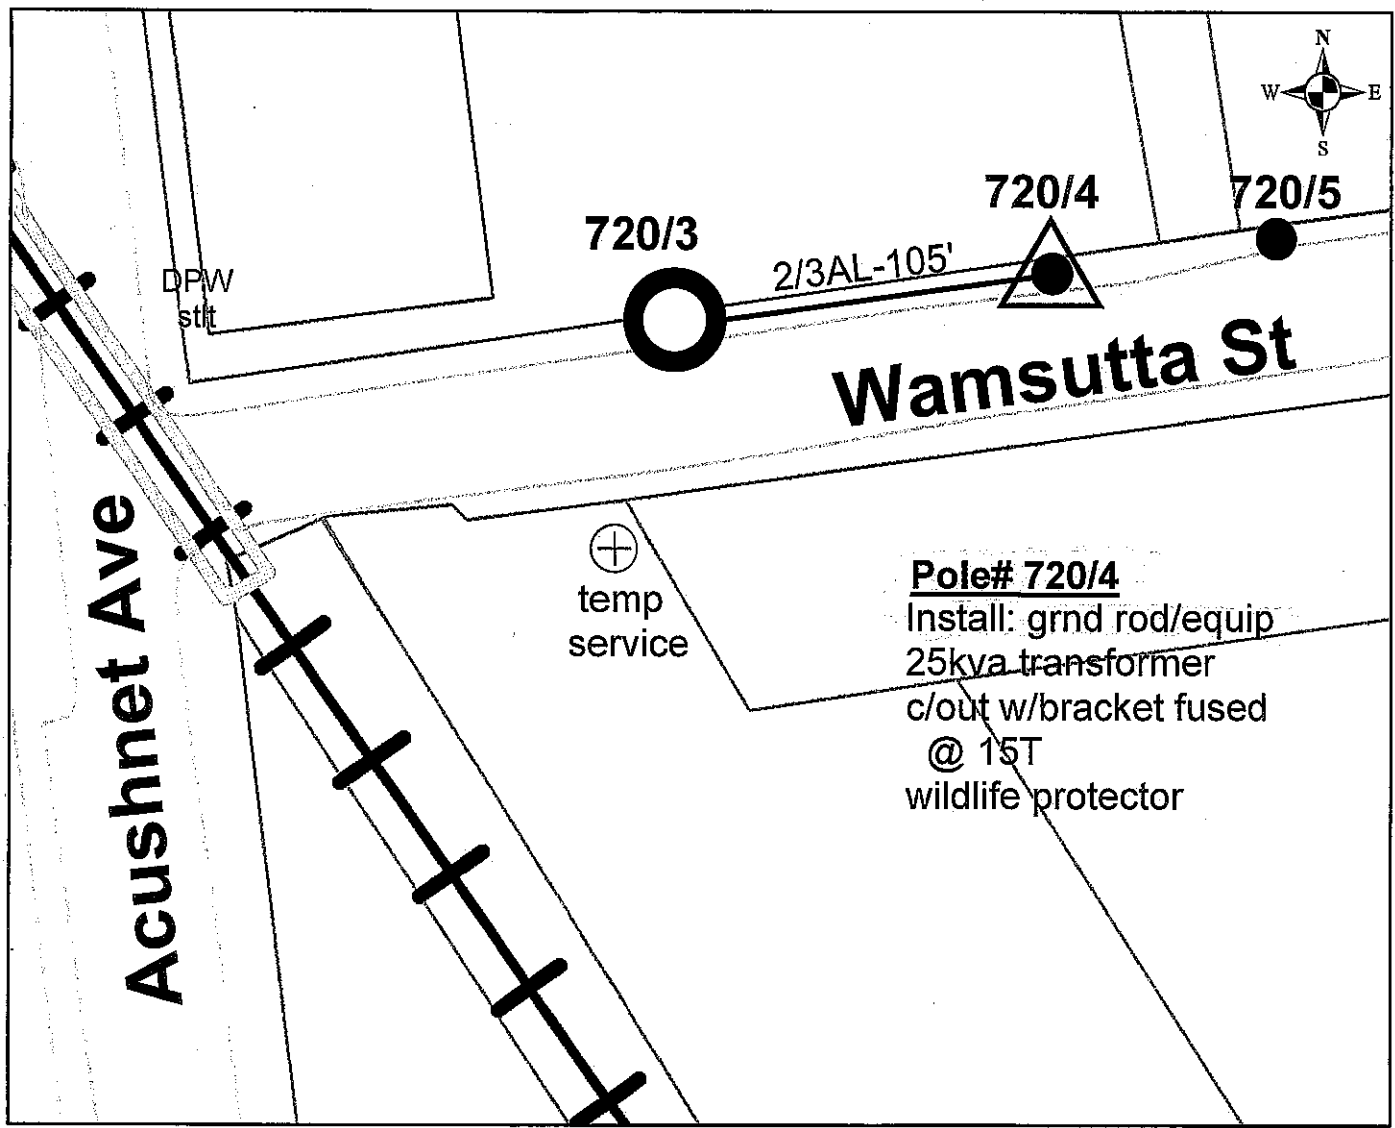 N
W E
S
720/4
720/5
720/3
2/3AL-105'
DPW
stlt
Wamsutta St
Acushnet Ave
temp
service
Pole# 720/4
Install: grnd rod/equip
25kva transformer
c/out w/bracket fused
@ 15T
wildlife protector